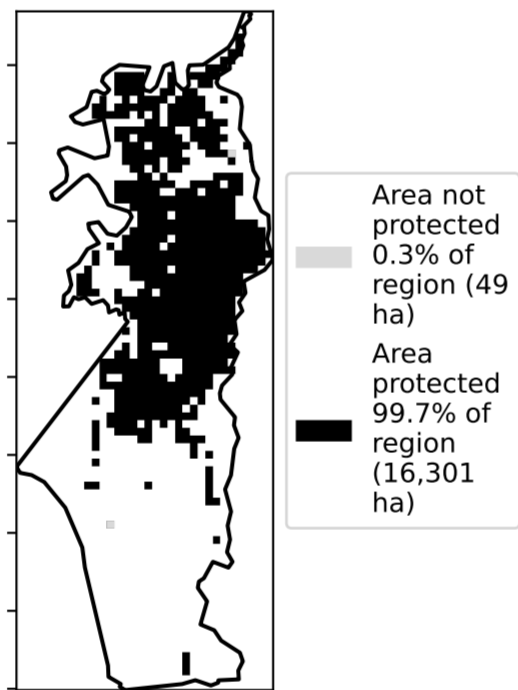 Area not
protected
0.3% of
region (49
ha)
Area
protected
99.7% of
region
(16,301
ha)